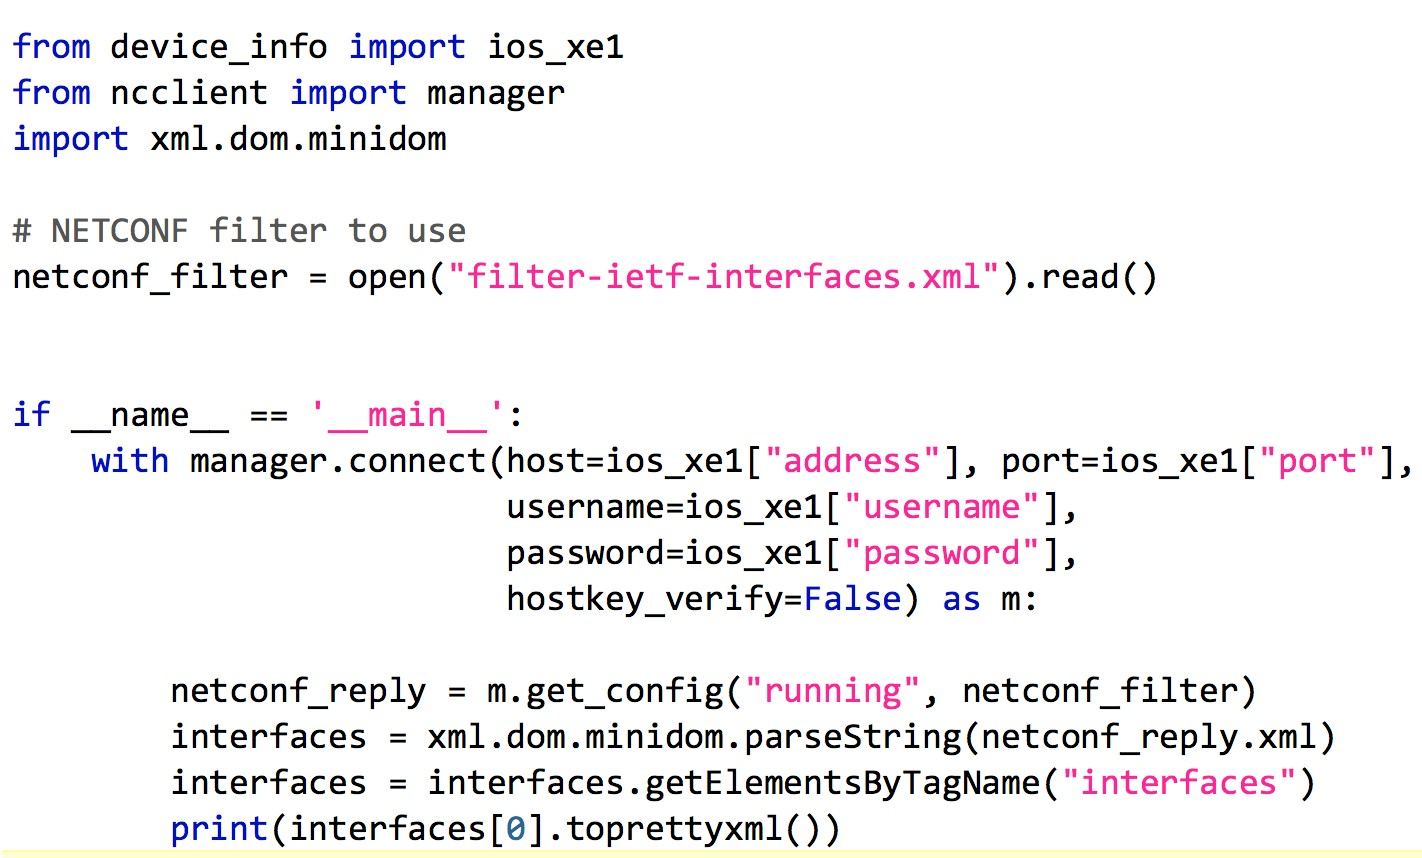 from device_info import ios_xe1
from ncclient import manager
import xml.dom.minidom
# NETCONF filter to use
netconf_filter = open("filter-ietf-interfaces.xml").read()
if __name__ == '__main__':
    with manager.connect(host=ios_xe1["address"], port=ios_xe1["port"],
                         username=ios_xe1["username"],
                         password=ios_xe1["password"],
                         hostkey_verify=False) as m:
        netconf_reply = m.get_config("running", netconf_filter)
        interfaces = xml.dom.minidom.parseString(netconf_reply.xml)
        interfaces = interfaces.getElementsByTagName("interfaces")
        print(interfaces[0].toprettyxml())